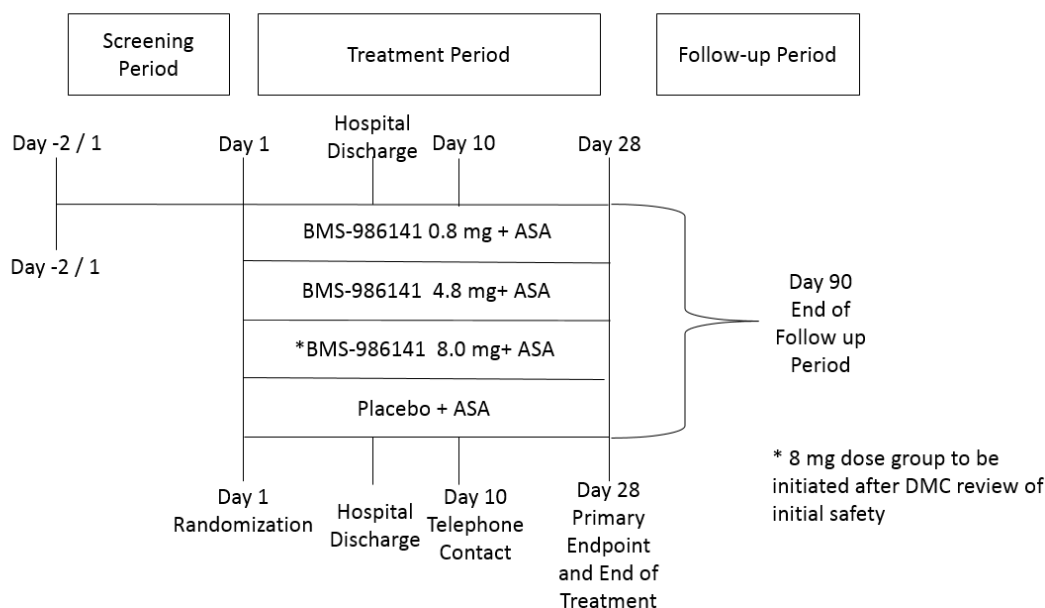 Screening
Period
Treatment Period
Follow-up Period
Day -2 / 1
Day 1
Hospital
Discharge
Day 10
Day 28
BMS-986141 0.8 mg + ASA
Day -2 / 1
BMS-986141  4.8 mg+ ASA
*BMS-986141  8.0 mg+ ASA
Placebo + ASA
Day 90
End of
Follow up
Period
Day 1
Randomization
Hospital
Discharge
Day 10
Telephone
Contact
Day 28
Primary
Endpoint
and End of
Treatment
* 8 mg dose group to be
initiated after DMC review of
initial safety